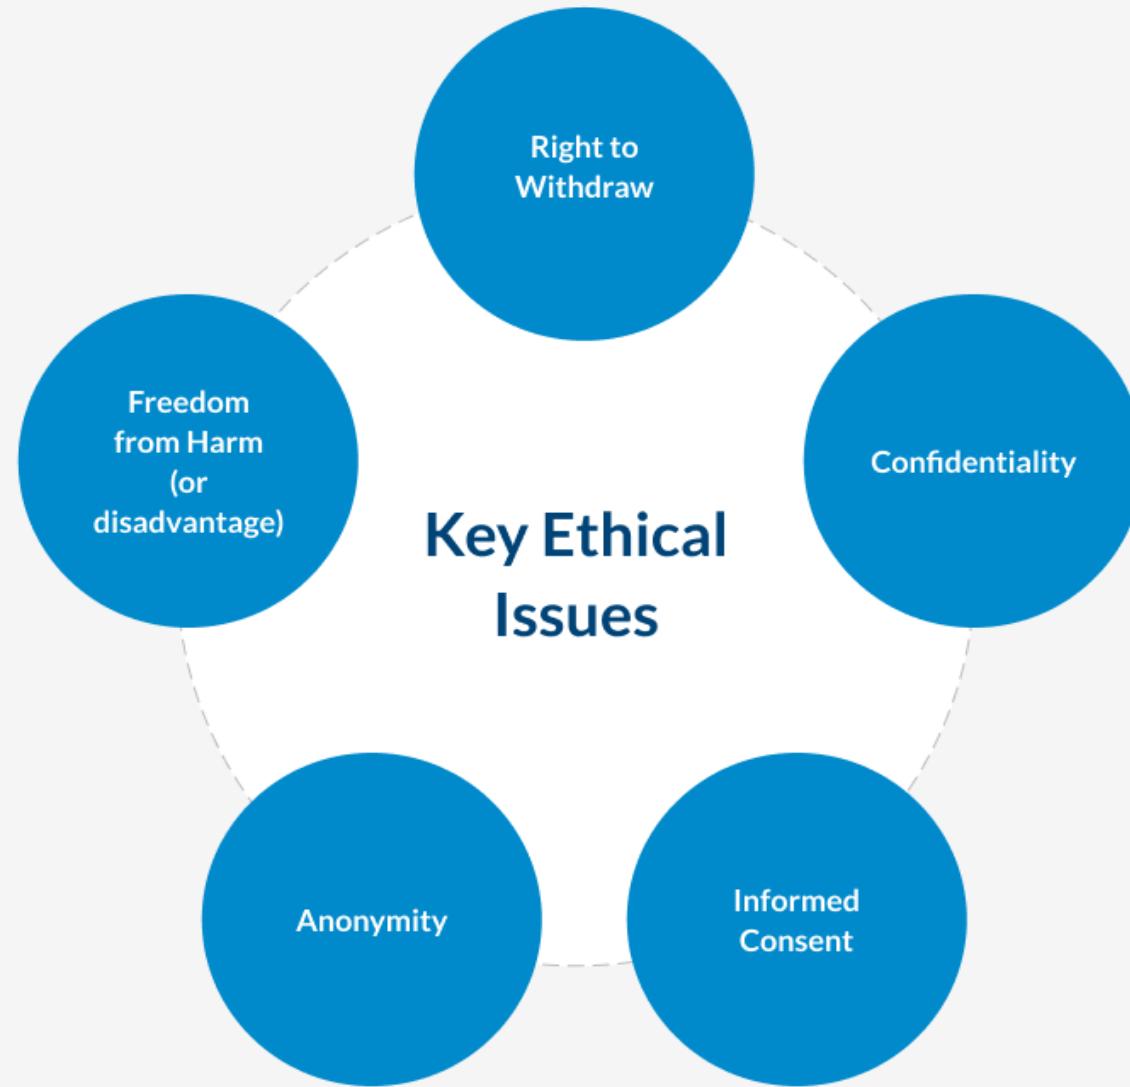 Right to
Withdraw
Freedom
from Harm
(or
disadvantage)
Confidentiality
Key Ethical
Issues
Anonymity
Informed
Consent